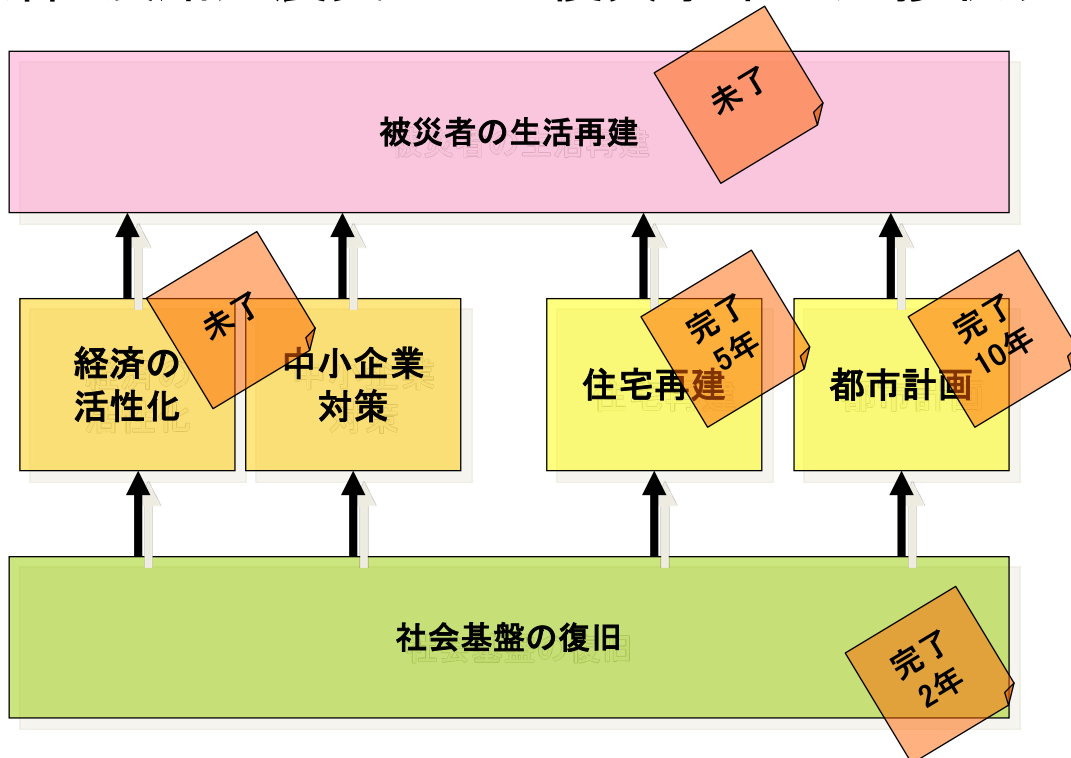 被災者の生活再建
未了
経済の
活性化
未了
中小企業
対策
住宅再建
完了
5年
都市計画
完了
10年
社会基盤の復旧
完了
2年